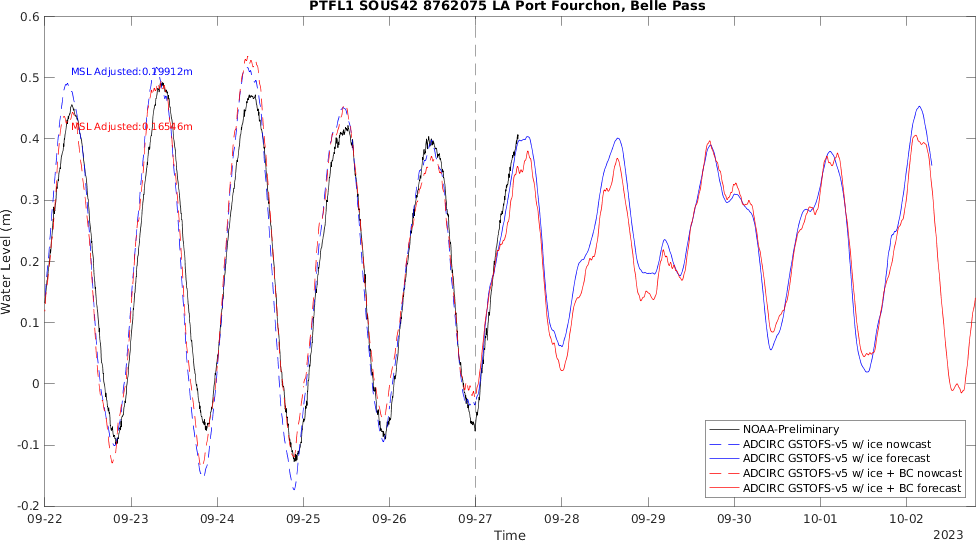 PTFL1 SOUS42 8762075 LA Port Fourchon, Belle Pass
0.6
0.5
0.4
0.3
0.2
0.1
0
-0.1
-0.2
Water Level (m)
MSL Adjusted:0.19912m
MSL Adjusted:0.16546m
NOAA-Preliminary
ADCIRC GSTOFS-v5 w/ ice nowcast
ADCIRC GSTOFS-v5 w/ ice forecast
ADCIRC GSTOFS-v5 w/ ice + BC nowcast
ADCIRC GSTOFS-v5 w/ ice + BC forecast
09-22 09-23 09-24 09-25 09-26 09-27 09-28 09-29 09-30 10-01 10-02
Time
2023